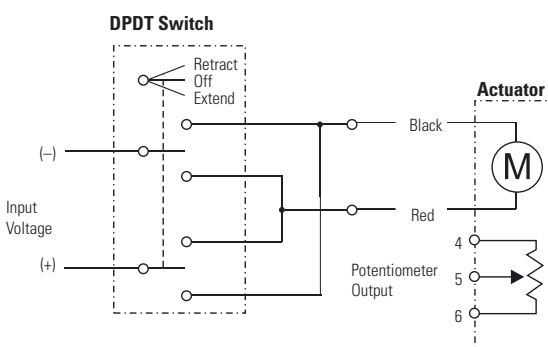 DPDT Switch
Retract
Off
Extend
Actuator
Black
(–)
M
Input
Voltage
Red
(+)
4
Potentiometer
Output
5
6